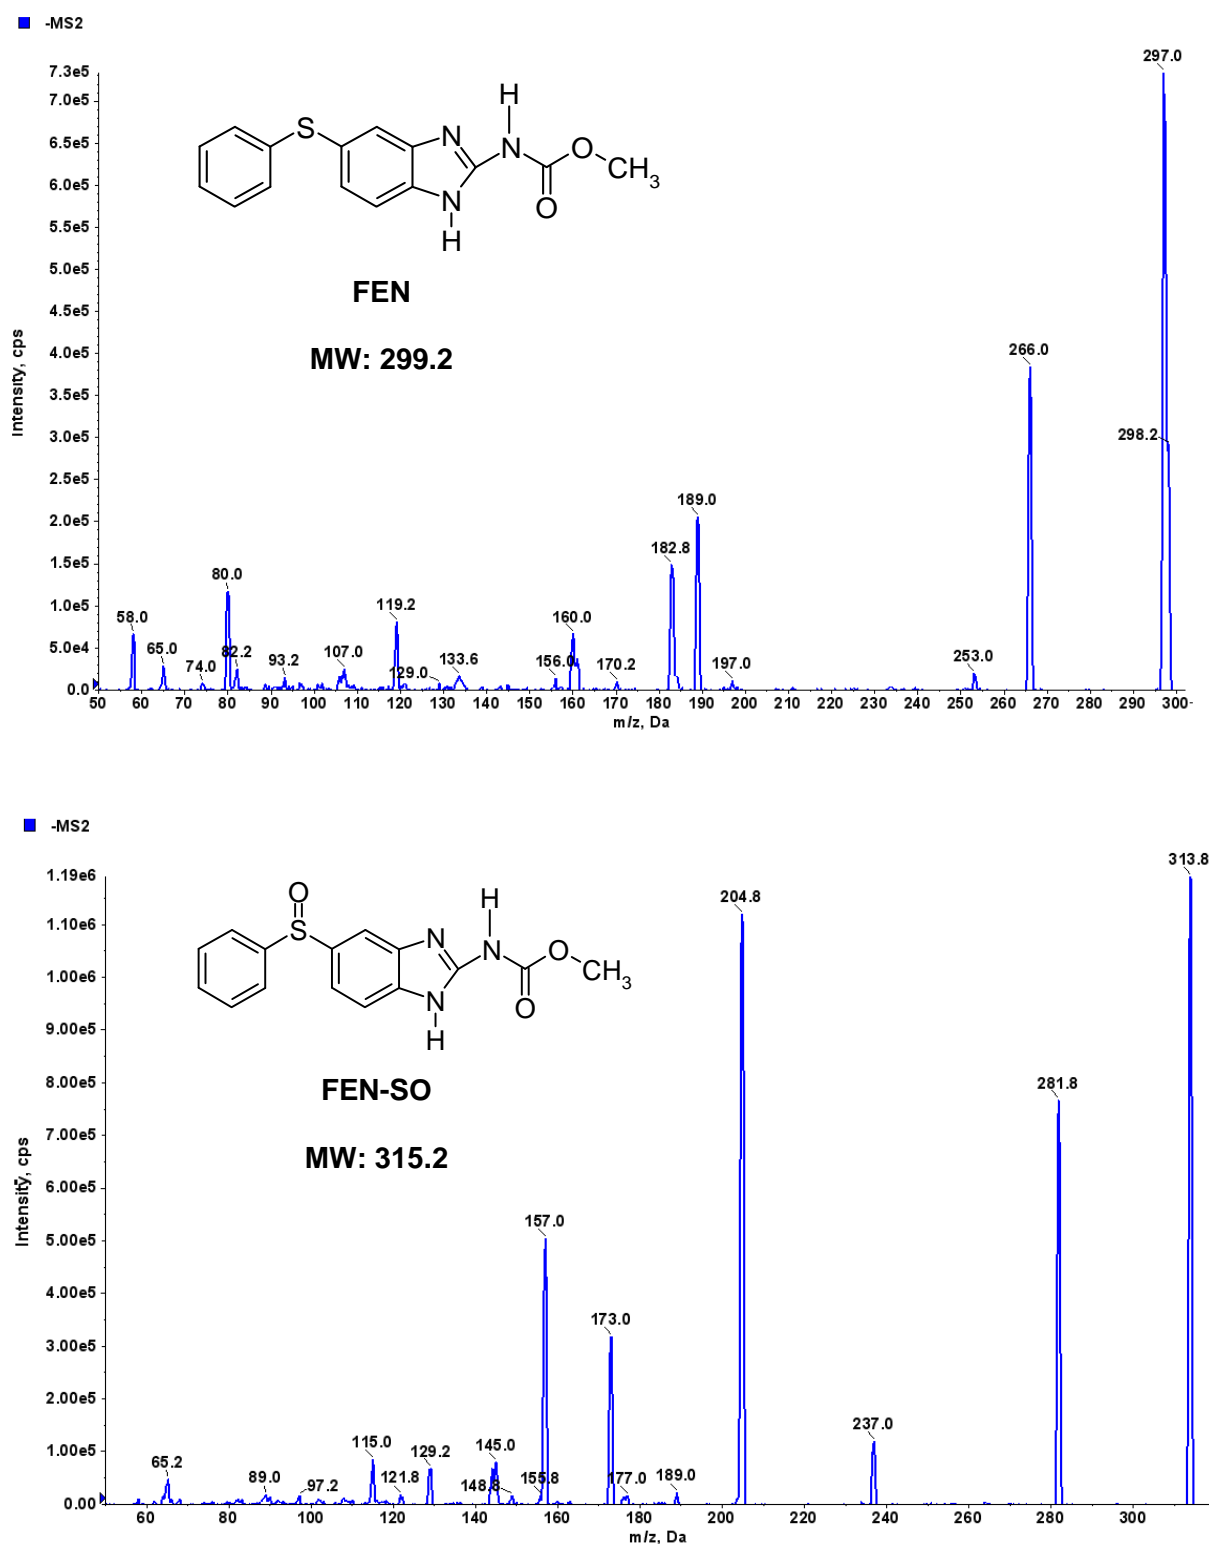 -MS2
297.0
7.3e5
7.0e5
6.5e5
6.0e5
5.5e5
5.0e5
4.5e5
4.0e5
3.5e5
3.0e5
2.5e5
2.0e5
1.5e5
1.0e5
5.0e4
0.0
Intensity, cps
H
S
N
N
O
CH3
N
O
H
FEN
MW: 299.2
266.0
298.2
189.0
182.8
80.0
58.0
65.0
74.0
82.2
93.2
107.0
119.2
129.0
133.6
156.0
160.0
170.2
197.0
253.0
50 60 70 80 90 100 110 120 130 140 150 160 170 180 190 200 210 220 230 240 250 260 270 280 290 300
m/z, Da
-MS2
313.8
1.19e6
1.10e6
1.00e6
9.00e5
8.00e5
7.00e5
6.00e5
5.00e5
4.00e5
3.00e5
2.00e5
1.00e5
0.00
Intensity, cps
O
H
S
N
N
O
CH3
N
O
H
FEN-SO
MW: 315.2
204.8
281.8
157.0
173.0
237.0
65.2
89.0
97.2
115.0
121.8
129.2
145.0
148.8
155.8
177.0
189.0
60 80 100 120 140 160 180 200 220 240 260 280 300
m/z, Da